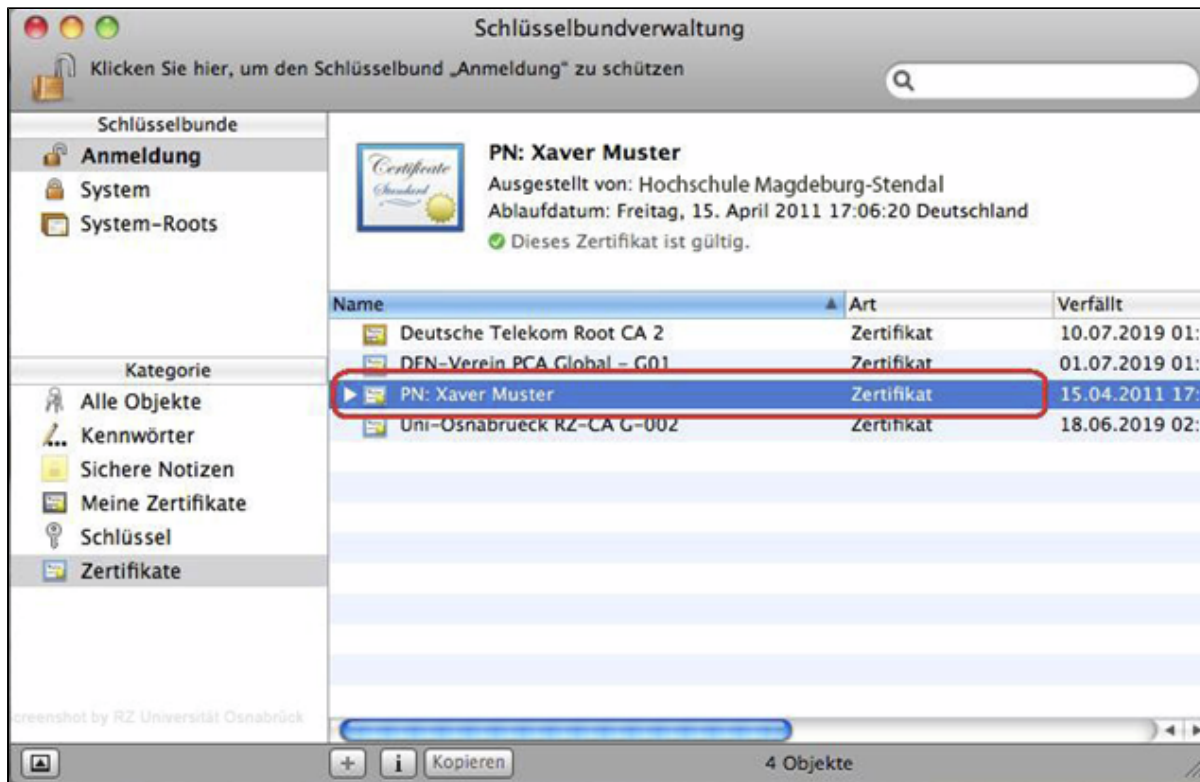 Schlüsselbundverwaltung
Klicken Sie hier, um den Schlüsselbund „Anmeldung“ zu schützen
Schlüsselbunde
Anmeldung
System
System-Roots
Certificate
Standard
PN: Xaver Muster
Ausgestellt von: Hochschule Magdeburg-Stendal
Ablaufdatum: Freitag, 15. April 2011 17:06:20 Deutschland
Dieses Zertifikat ist gültig.
Name Art Verfällt
Deutsche Telekom Root CA 2 Zertifikat 10.07.2019 01:
DFN-Verein PCA Global - G01 Zertifikat 01.07.2019 01:
PN: Xaver Muster Zertifikat 15.04.2011 17:
Uni-Osnabrueck RZ-CA G-002 Zertifikat 18.06.2019 02:
Kategorie
Alle Objekte
Kennwörter
Sichere Notizen
Meine Zertifikate
Schlüssel
Zertifikate
creenshot by RZ Universität Osnabrück
+ i Kopieren 4 Objekte